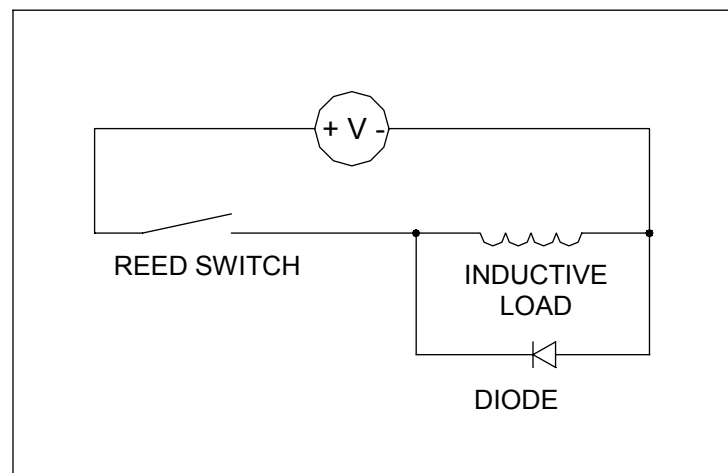 + V -
REED SWITCH
INDUCTIVE
LOAD
DIODE